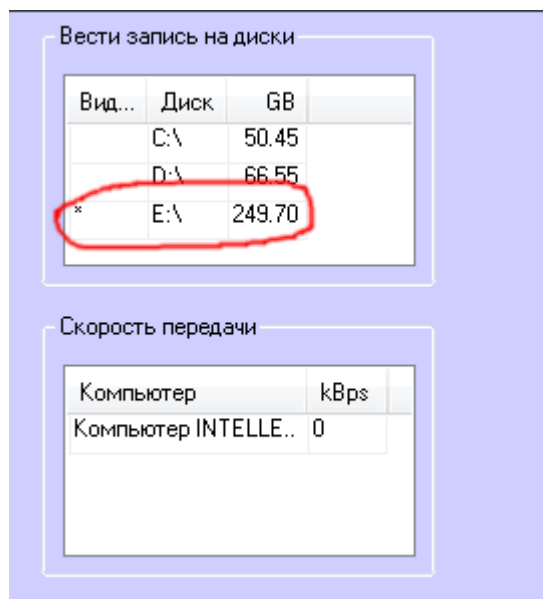 Вести запись на диски
Вид... Диск GB
C:\ 50.45
D:\ 66.55
* E:\ 249.70
Скорость передачи
Компьютер kBps
Компьютер INTELLE.. 0